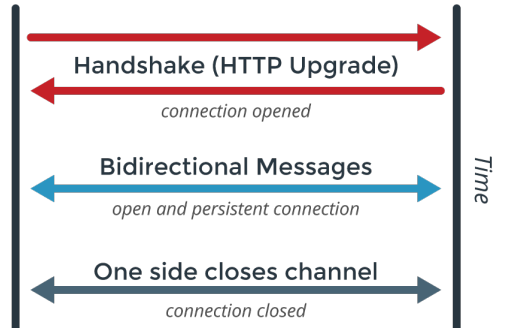 Handshake (HTTP Upgrade)
connection opened
Bidirectional Messages
open and persistent connection
Time
One side closes channel
connection closed